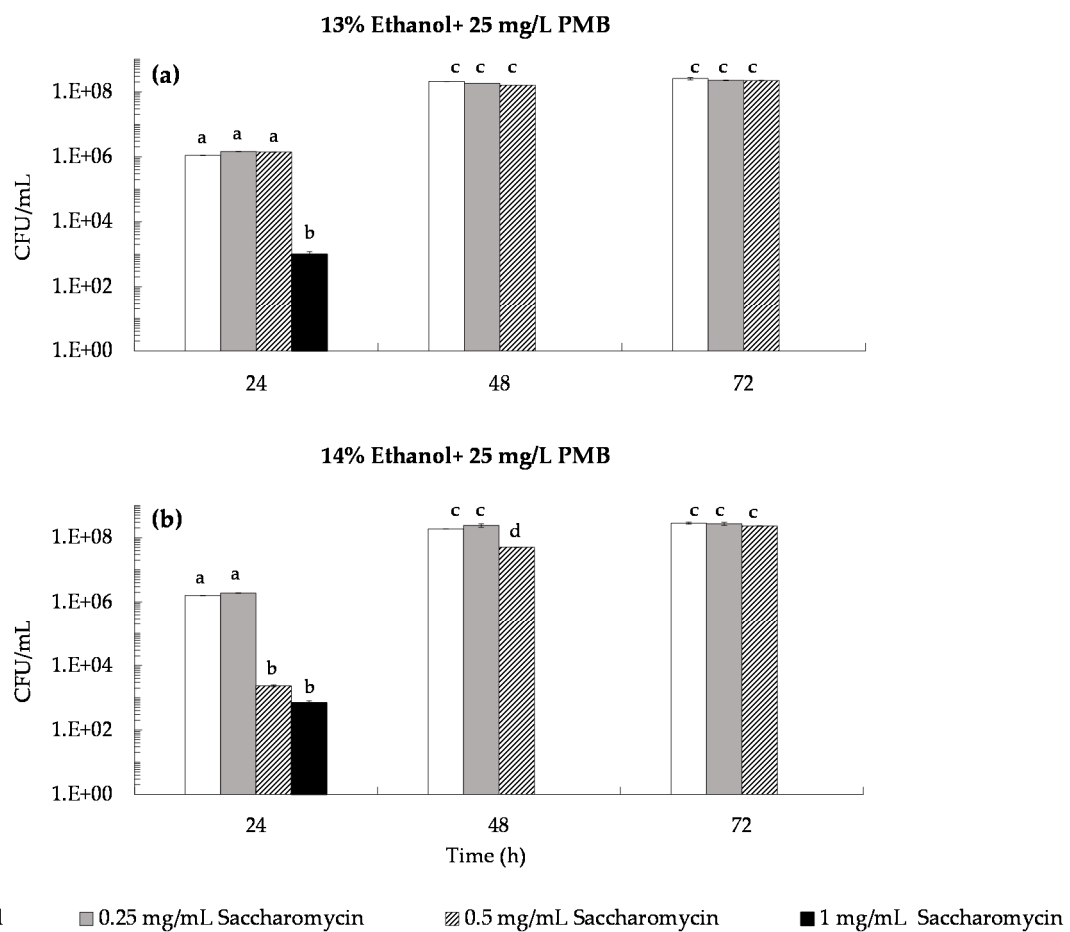 13% Ethanol+ 25 mg/L PMB
(a)
c c c c c c
1.E+08
a a a
1.E+06
1.E+04
b
1.E+02
1.E+00
CFU/mL
24 48 72
14% Ethanol+ 25 mg/L PMB
(b)
c c d c c c
1.E+08
a a
1.E+06
1.E+04
b b
1.E+02
1.E+00
CFU/mL
24 48 72
Time (h)
0.25 mg/mL Saccharomycin 0.5 mg/mL Saccharomycin 1 mg/mL Saccharomycin